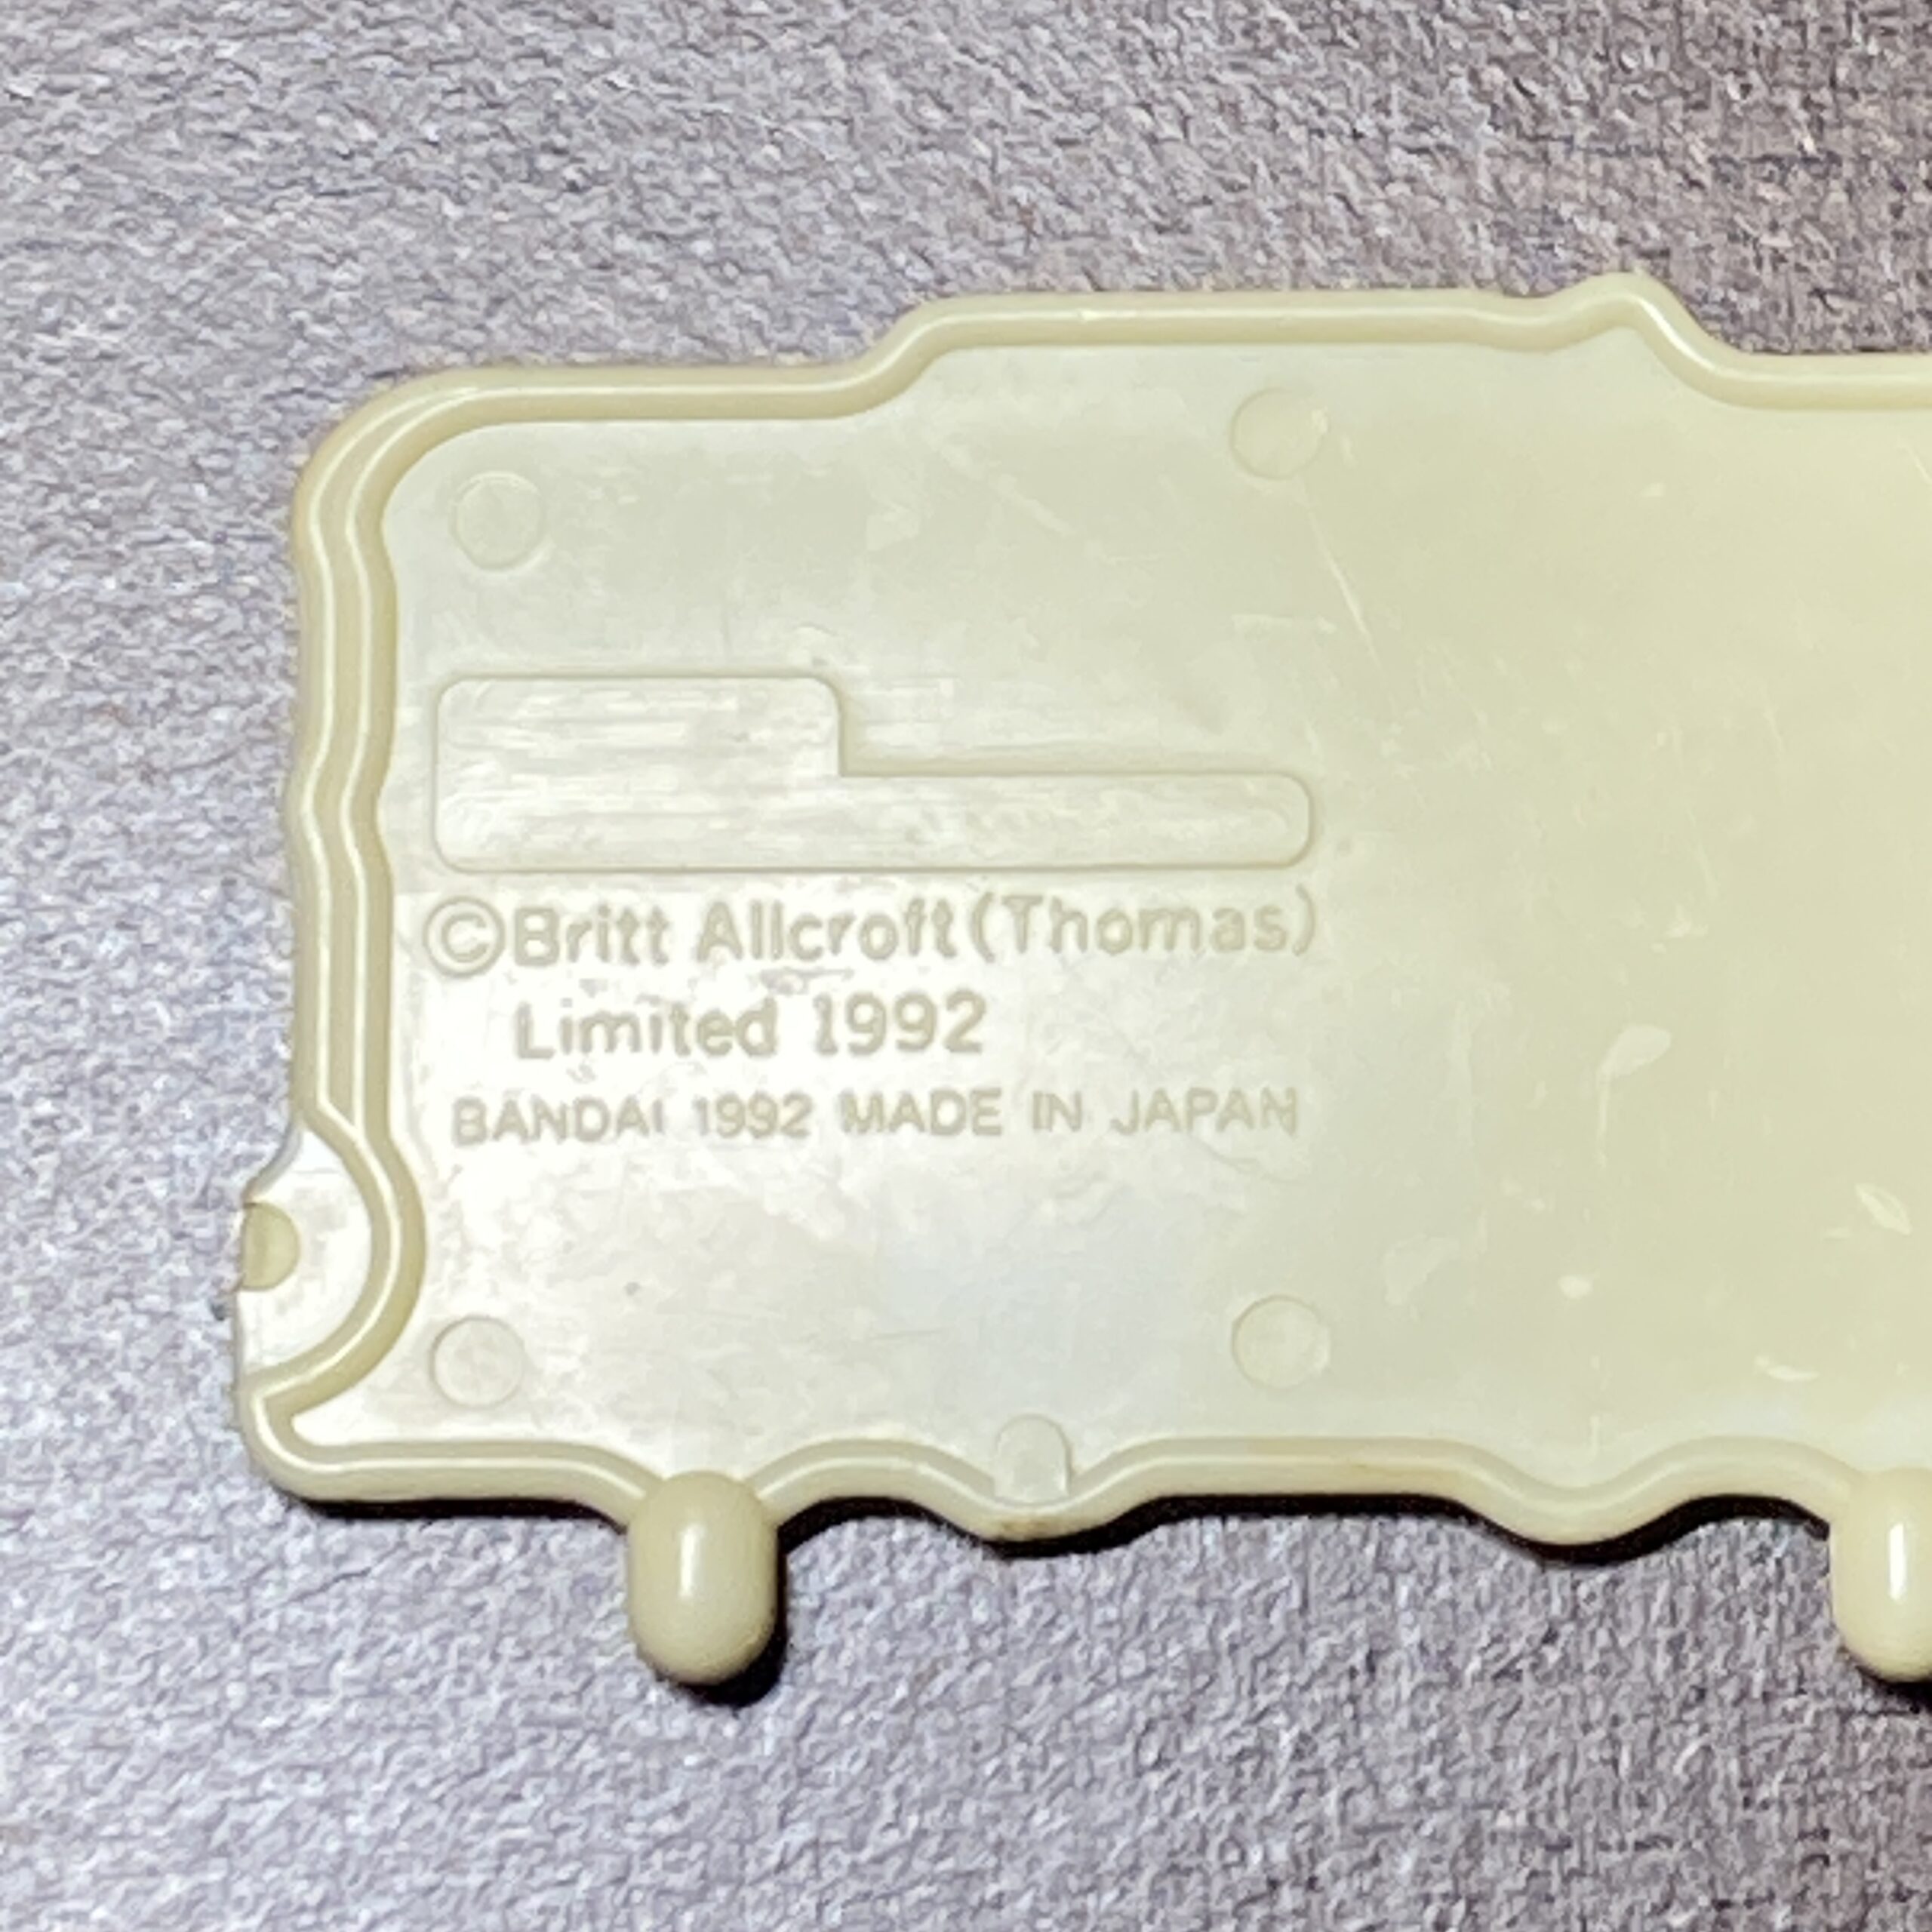 ©Britt Allcroft(Thomas)
Limited 1992
BANDAI 1992 MADE IN JAPAN